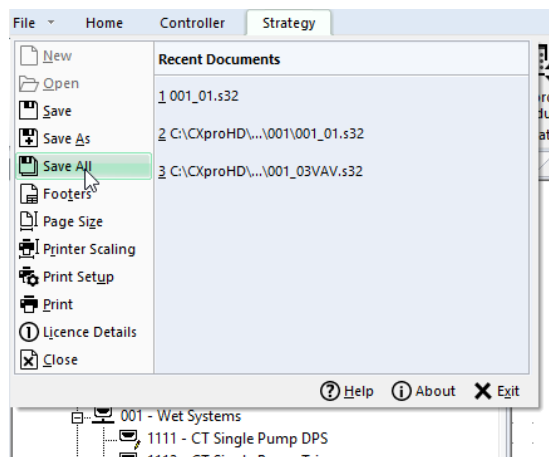 File Home Controller Strategy
New
Open
Save
Save As
Save All
Footers
Page Size
Printer Scaling
Print Setup
Print
Licence Details
Close
Recent Documents
1 001_01.s32
2 C:\CXproHD\...\001\001_01.s32
3 C:\CXproHD\...\001_03VAV.s32
Help About Exit
001 - Wet Systems
1111 - CT Single Pump DPS